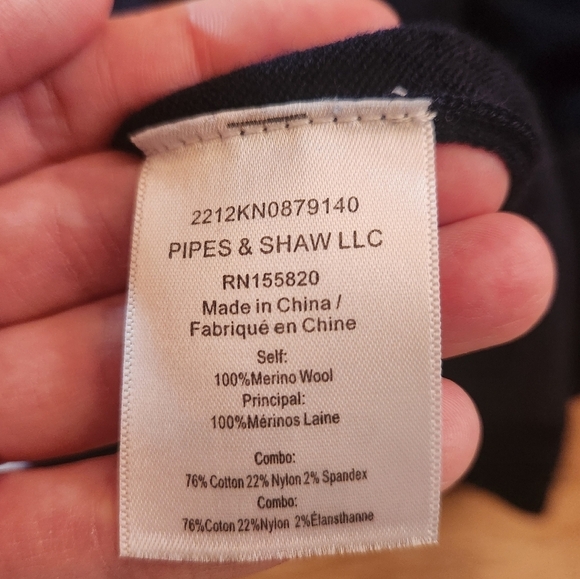 2212KN0879140
PIPES & SHAW LLC
RN155820
Made in China /
Fabriqué en Chine
Self:
100%Merino Wool
Principal:
100%Mérinos Laine
Combo:
76% Cotton 22% Nylon 2% Spandex
Combo:
76%Coton 22%Nylon 2%Élansthanne